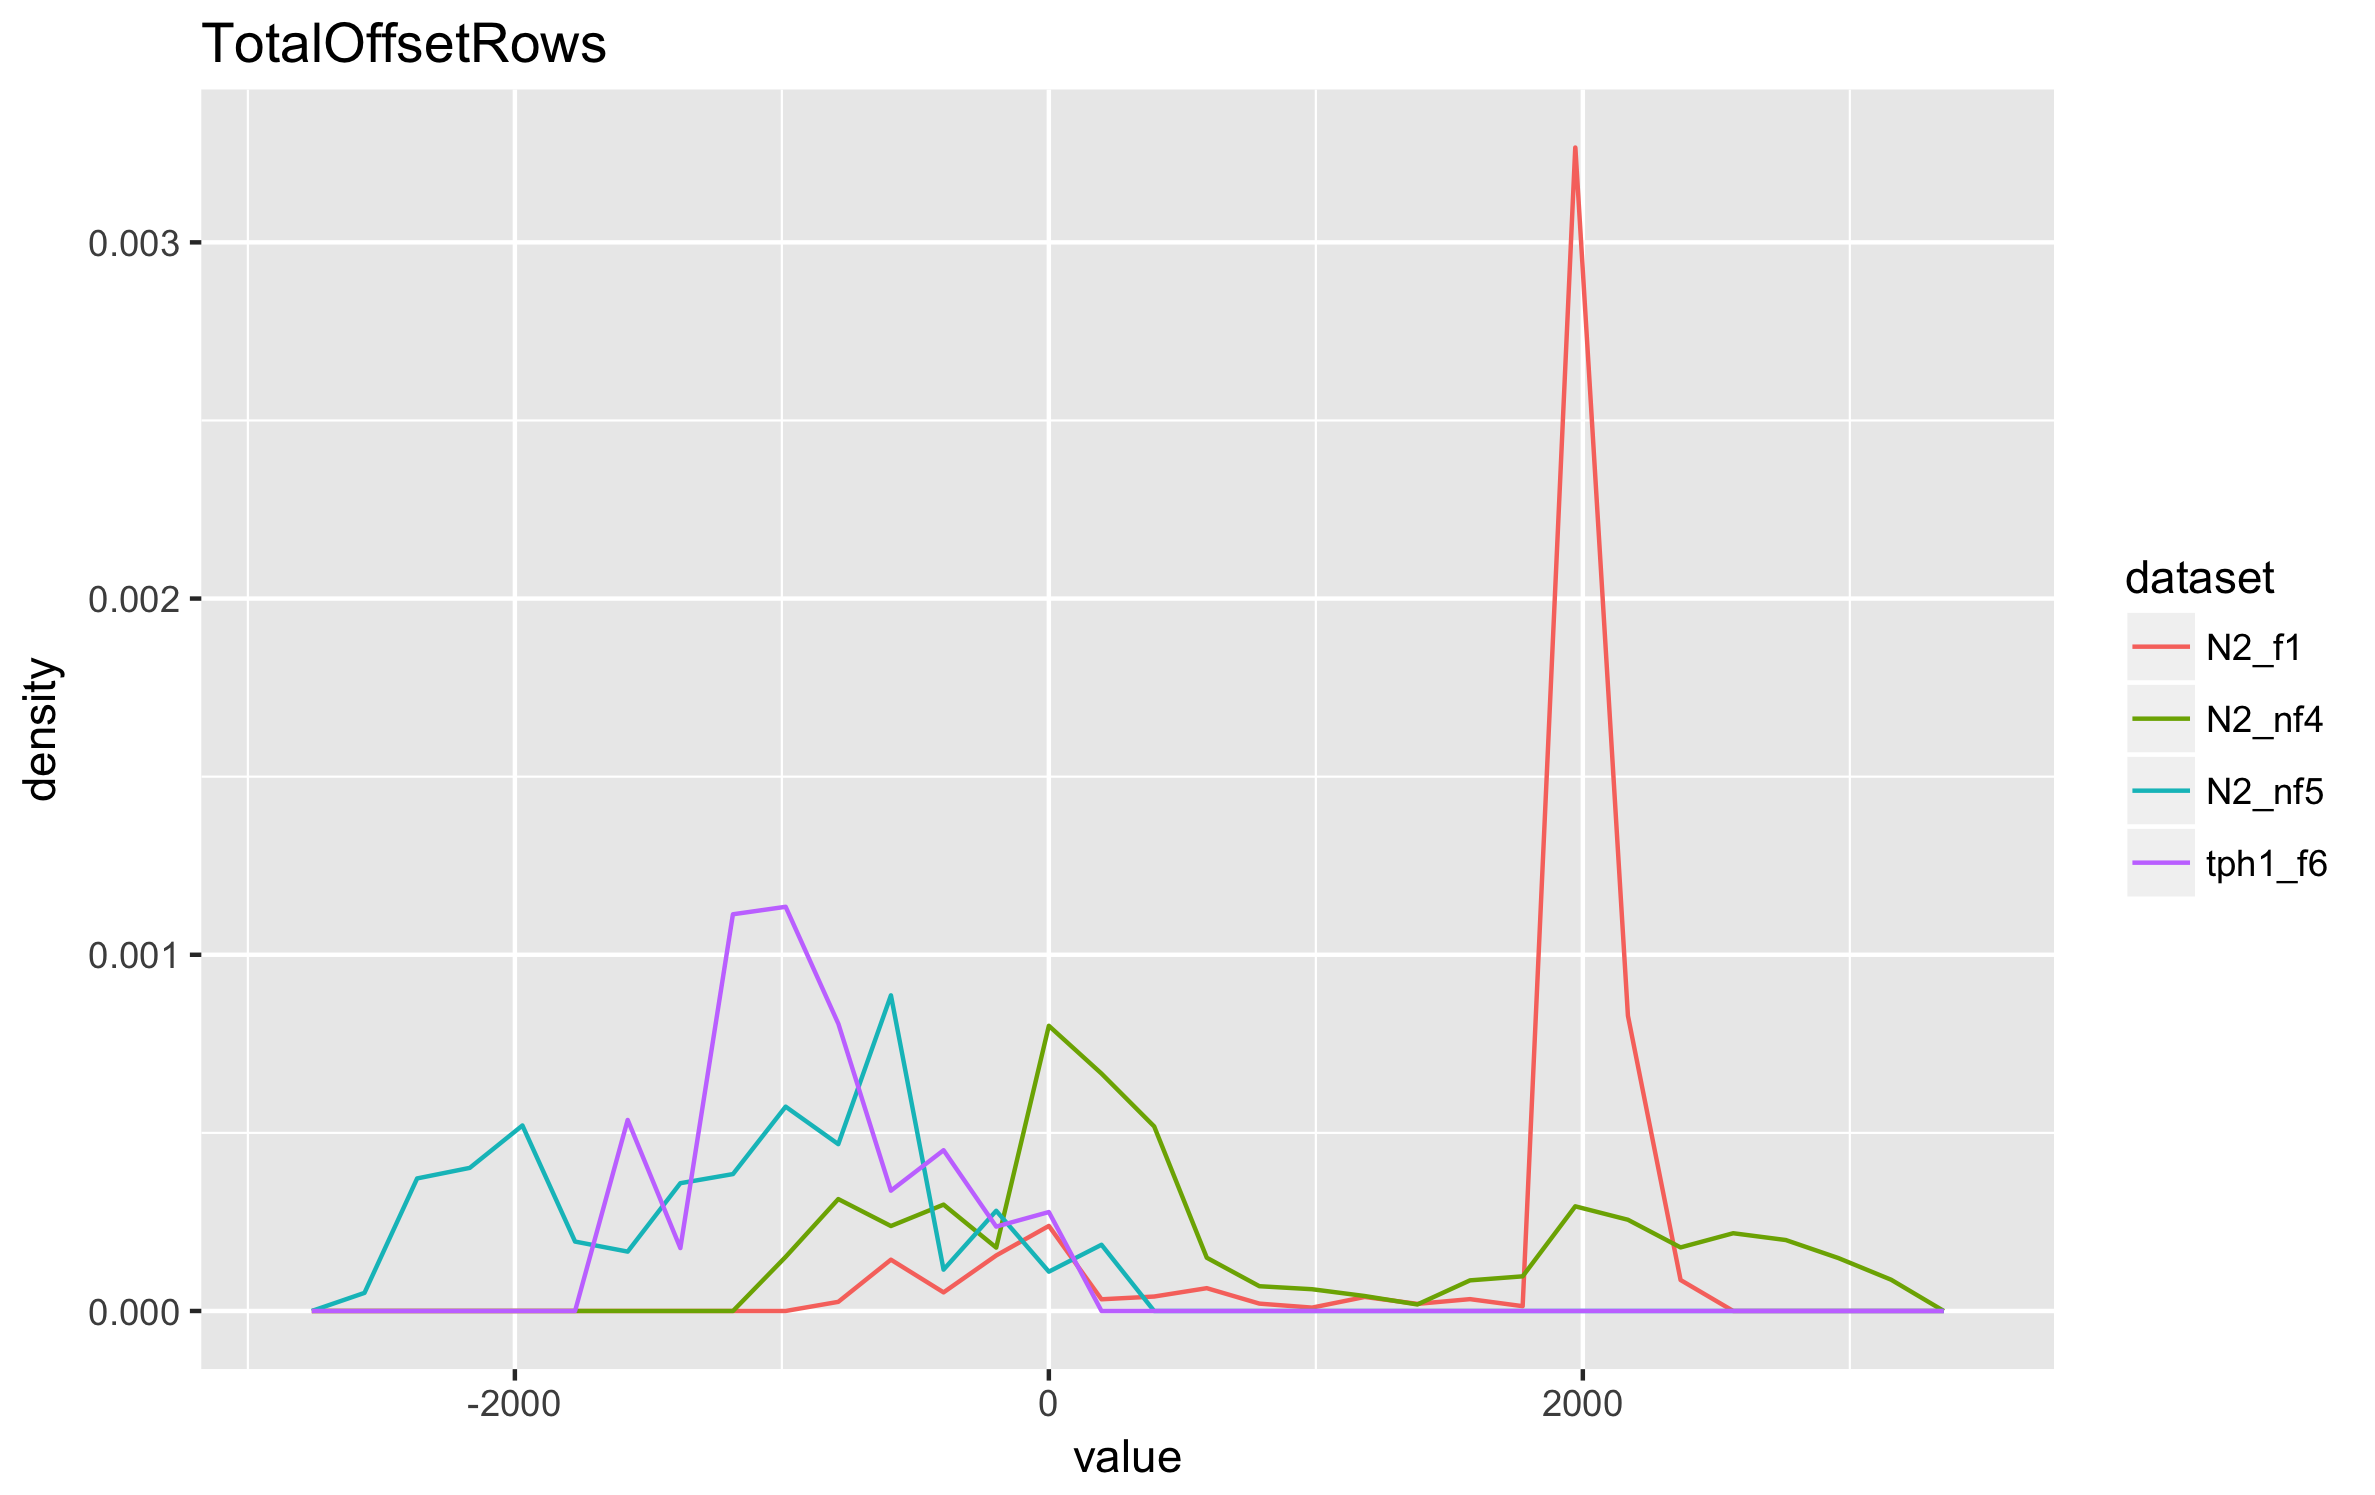 TotalOffsetRows
0.003
0.002
0.001
0.000
density
-2000
0
2000
value
dataset
N2_f1
N2_nf4
N2_nf5
tph1_f6